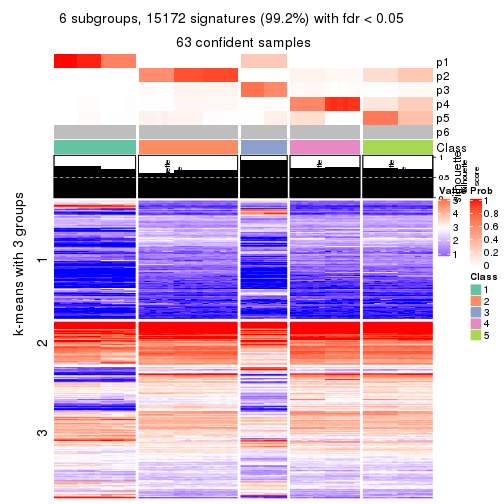 6 subgroups, 15172 signatures (99.2%) with fdr < 0.05
63 confident samples
p1
p2
p3
p4
p5
p6
Class
1
0.5
silhouette
score
k-means with 3 groups
1
2
3
Value
5
4
3
2
1
Prob
1
0.8
0.6
0.4
0.2
0
Class
1
2
3
4
5